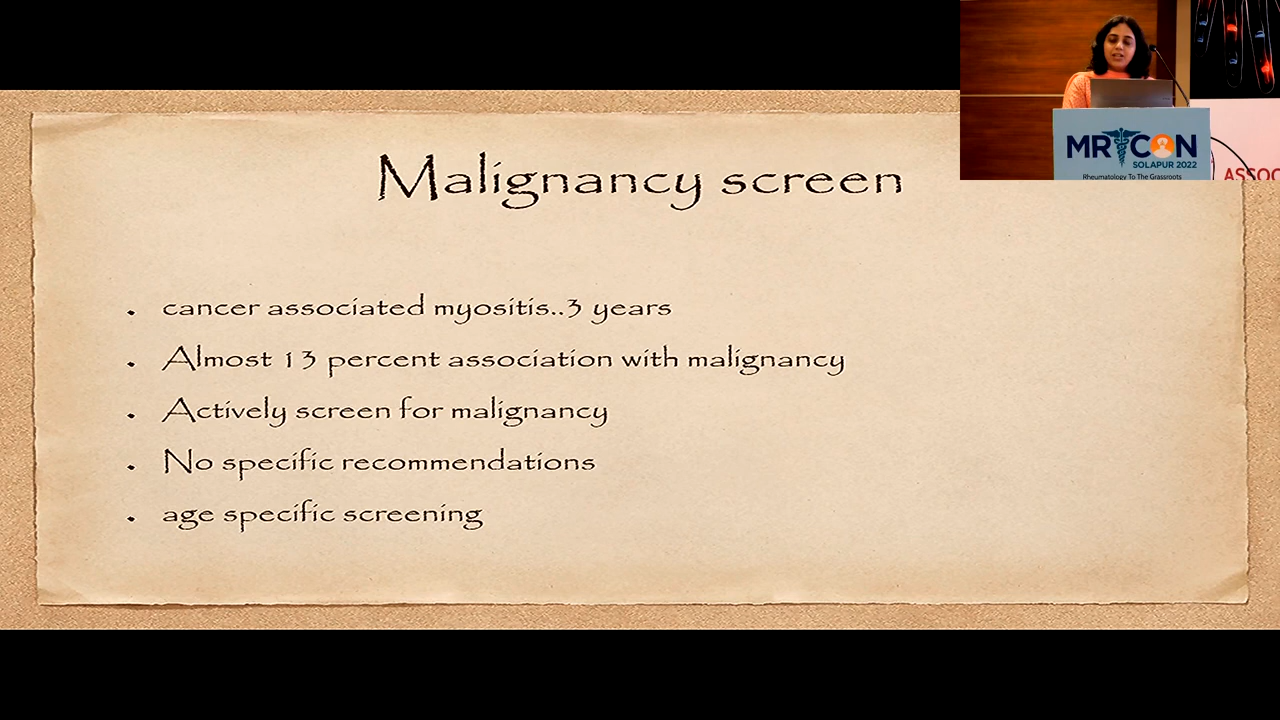 Malignancy screen
cancer associated myositis..3 years
Almost 13 percent association with malignancy
Actively screen for malignancy
No specific recommendations
age specific screening
MRCON
SOLAPUR 2022
Rheumatology To The Grassroots
ASSOC